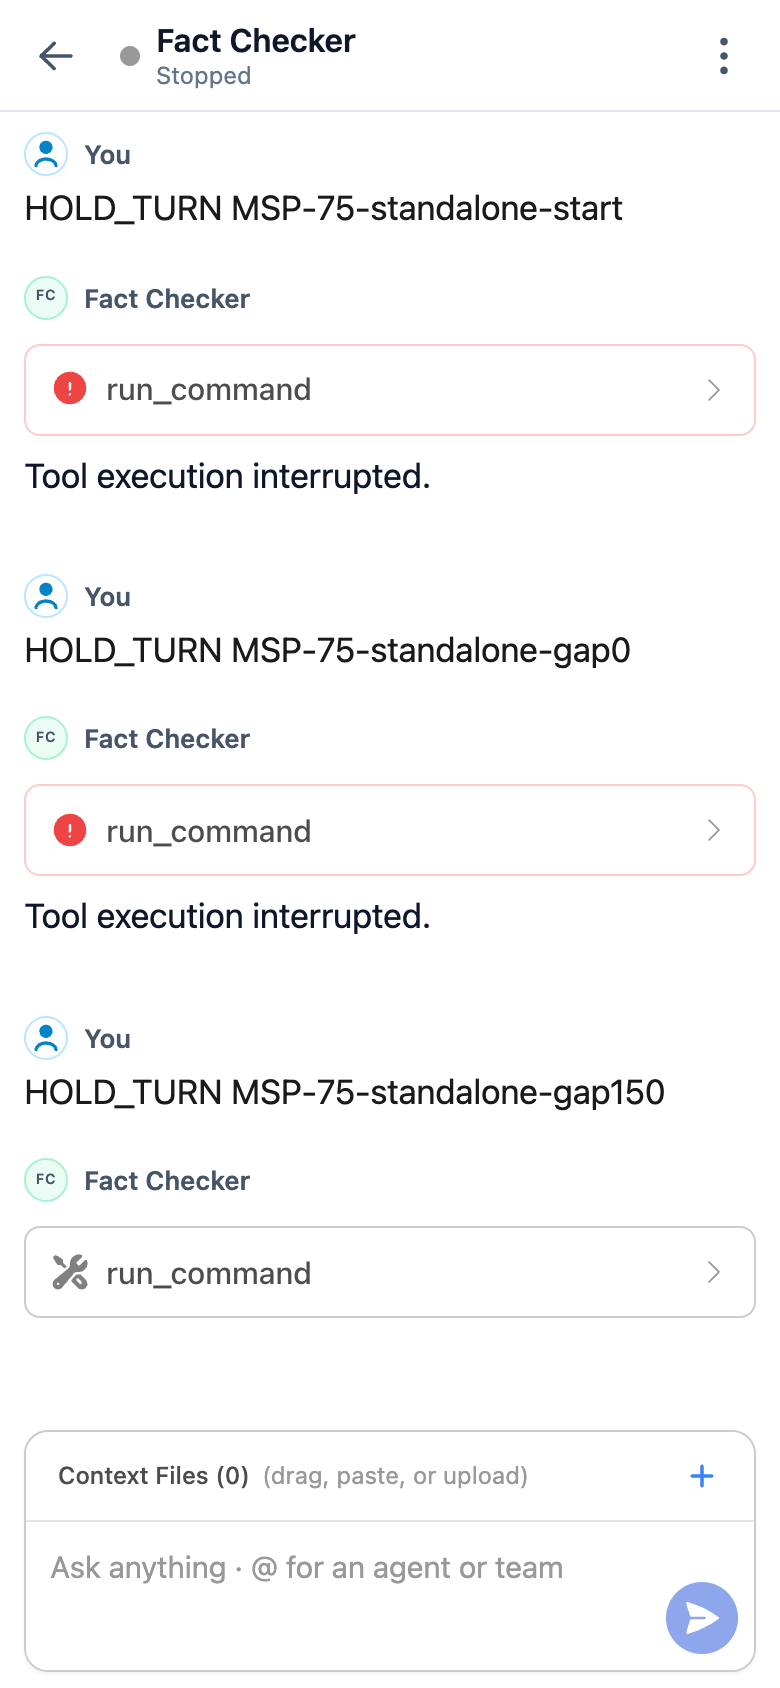 Fact Checker
Stopped
You
HOLD_TURN MSP-75-standalone-start
FC Fact Checker
run_command
Tool execution interrupted.
You
HOLD_TURN MSP-75-standalone-gap0
FC Fact Checker
run_command
Tool execution interrupted.
You
HOLD_TURN MSP-75-standalone-gap150
FC Fact Checker
run_command
Context Files (0) (drag, paste, or upload)
Ask anything · @ for an agent or team